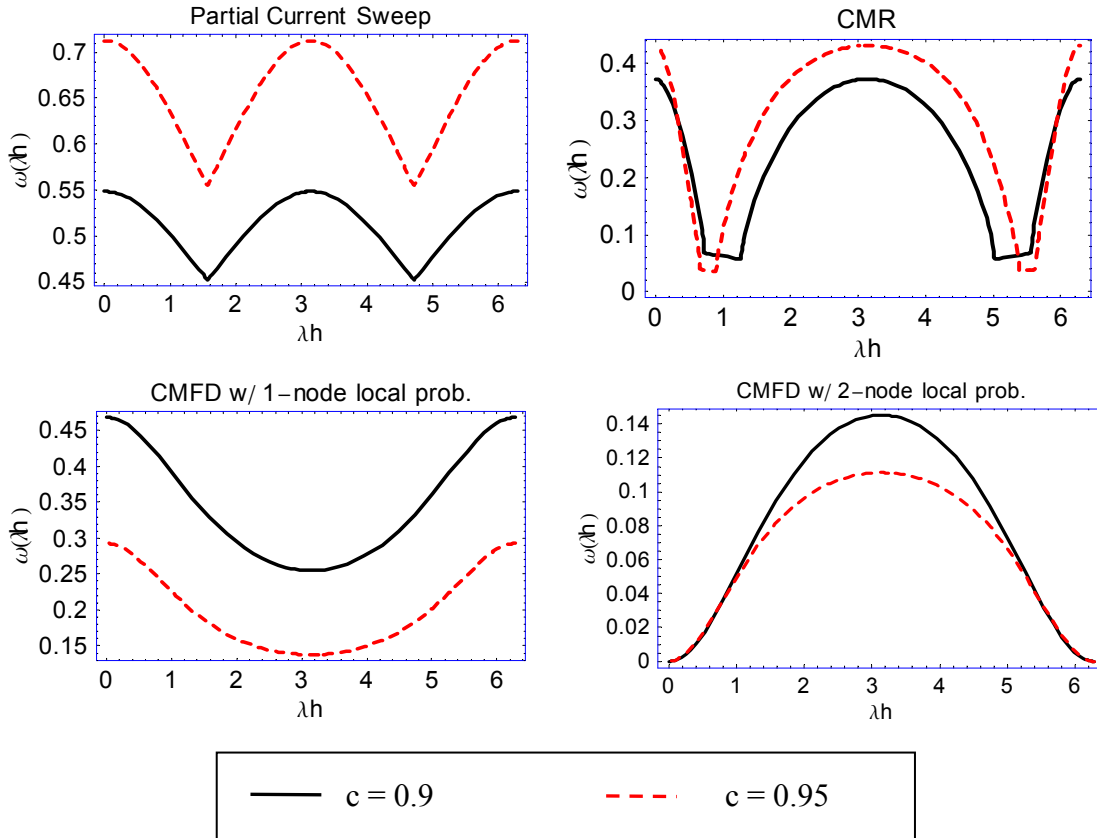 Partial Current Sweep
ω(λh)
0.7
0.65
0.6
0.55
0.5
0.45
0 1 2 3 4 5 6
λh
CMR
ω(λh)
0.4
0.3
0.2
0.1
0
0 1 2 3 4 5 6
λh
CMFD w/ 1−node local prob.
ω(λh)
0.45
0.4
0.35
0.3
0.25
0.2
0.15
0 1 2 3 4 5 6
λh
CMFD w/ 2−node local prob.
ω(λh)
0.14
0.12
0.1
0.08
0.06
0.04
0.02
0
0 1 2 3 4 5 6
λh
c = 0.9 c = 0.95